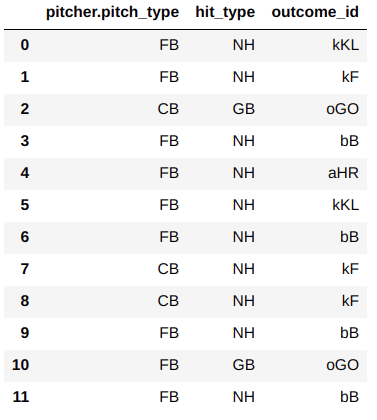 pitcher.pitch_type hit_type outcome_id
0 FB NH kKL
1 FB NH kF
2 CB GB oGO
3 FB NH bB
4 FB NH aHR
5 FB NH kKL
6 FB NH bB
7 CB NH kF
8 CB NH kF
9 FB NH bB
10 FB GB oGO
11 FB NH bB